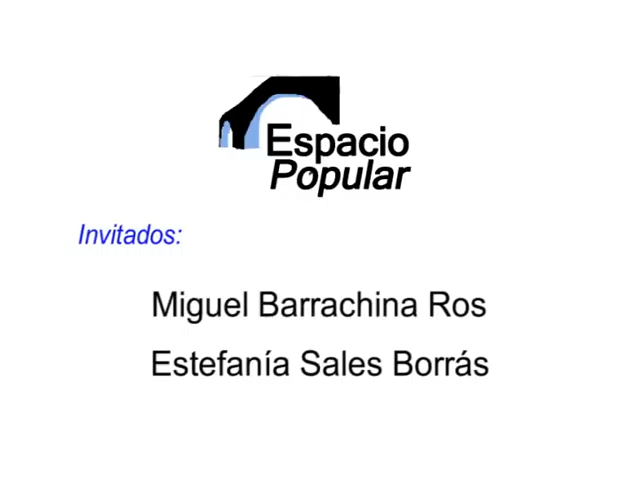 Espacio
Popular
Invitados:
Miguel Barrachina Ros
Estefanía Sales Borrás